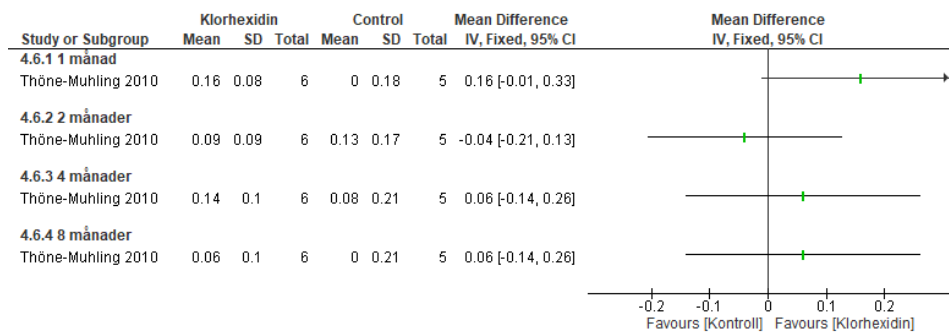 Klorhexidin Control Mean Difference Mean Difference
Study or Subgroup Mean SD Total Mean SD Total IV, Fixed, 95% CI IV, Fixed, 95% CI
4.6.1 1 månad
Thöne-Muhling 2010 0.16 0.08 6 0 0.18 5 0.16 [-0.01, 0.33]
4.6.2 2 månader
Thöne-Muhling 2010 0.09 0.09 6 0.13 0.17 5 -0.04 [-0.21, 0.13]
4.6.3 4 månader
Thöne-Muhling 2010 0.14 0.1 6 0.08 0.21 5 0.06 [-0.14, 0.26]
4.6.4 8 månader
Thöne-Muhling 2010 0.06 0.1 6 0 0.21 5 0.06 [-0.14, 0.26]
-0.2 -0.1 0 0.1 0.2
Favours [Kontroll] Favours [Klorhexidin]